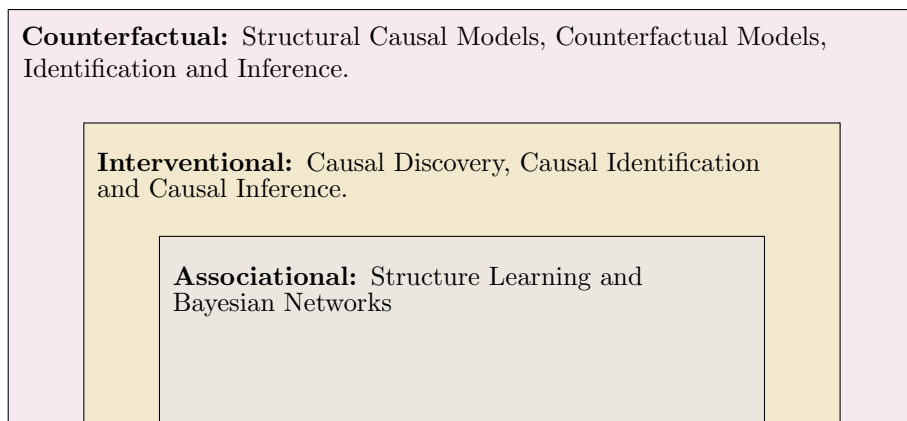 Counterfactual: Structural Causal Models, Counterfactual Models,
Identification and Inference.
Interventional: Causal Discovery, Causal Identification
and Causal Inference.
Associational: Structure Learning and
Bayesian Networks